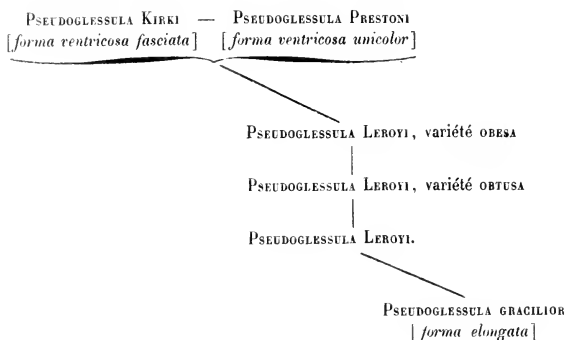 PSEUDOGLESSULA KIRKI — PSEUDOGLESSULA PRESTONI
[forma ventricosa fasciata] [forma ventricosa unicolor]
PSEUDOGLESSULA LEROYI, variété OBESA
PSEUDOGLESSULA LEROYI, variété OBTUSA
PSEUDOGLESSULA LEROYI.
PSEUDOGLESSULA GRACILIOR
[forma elongata]